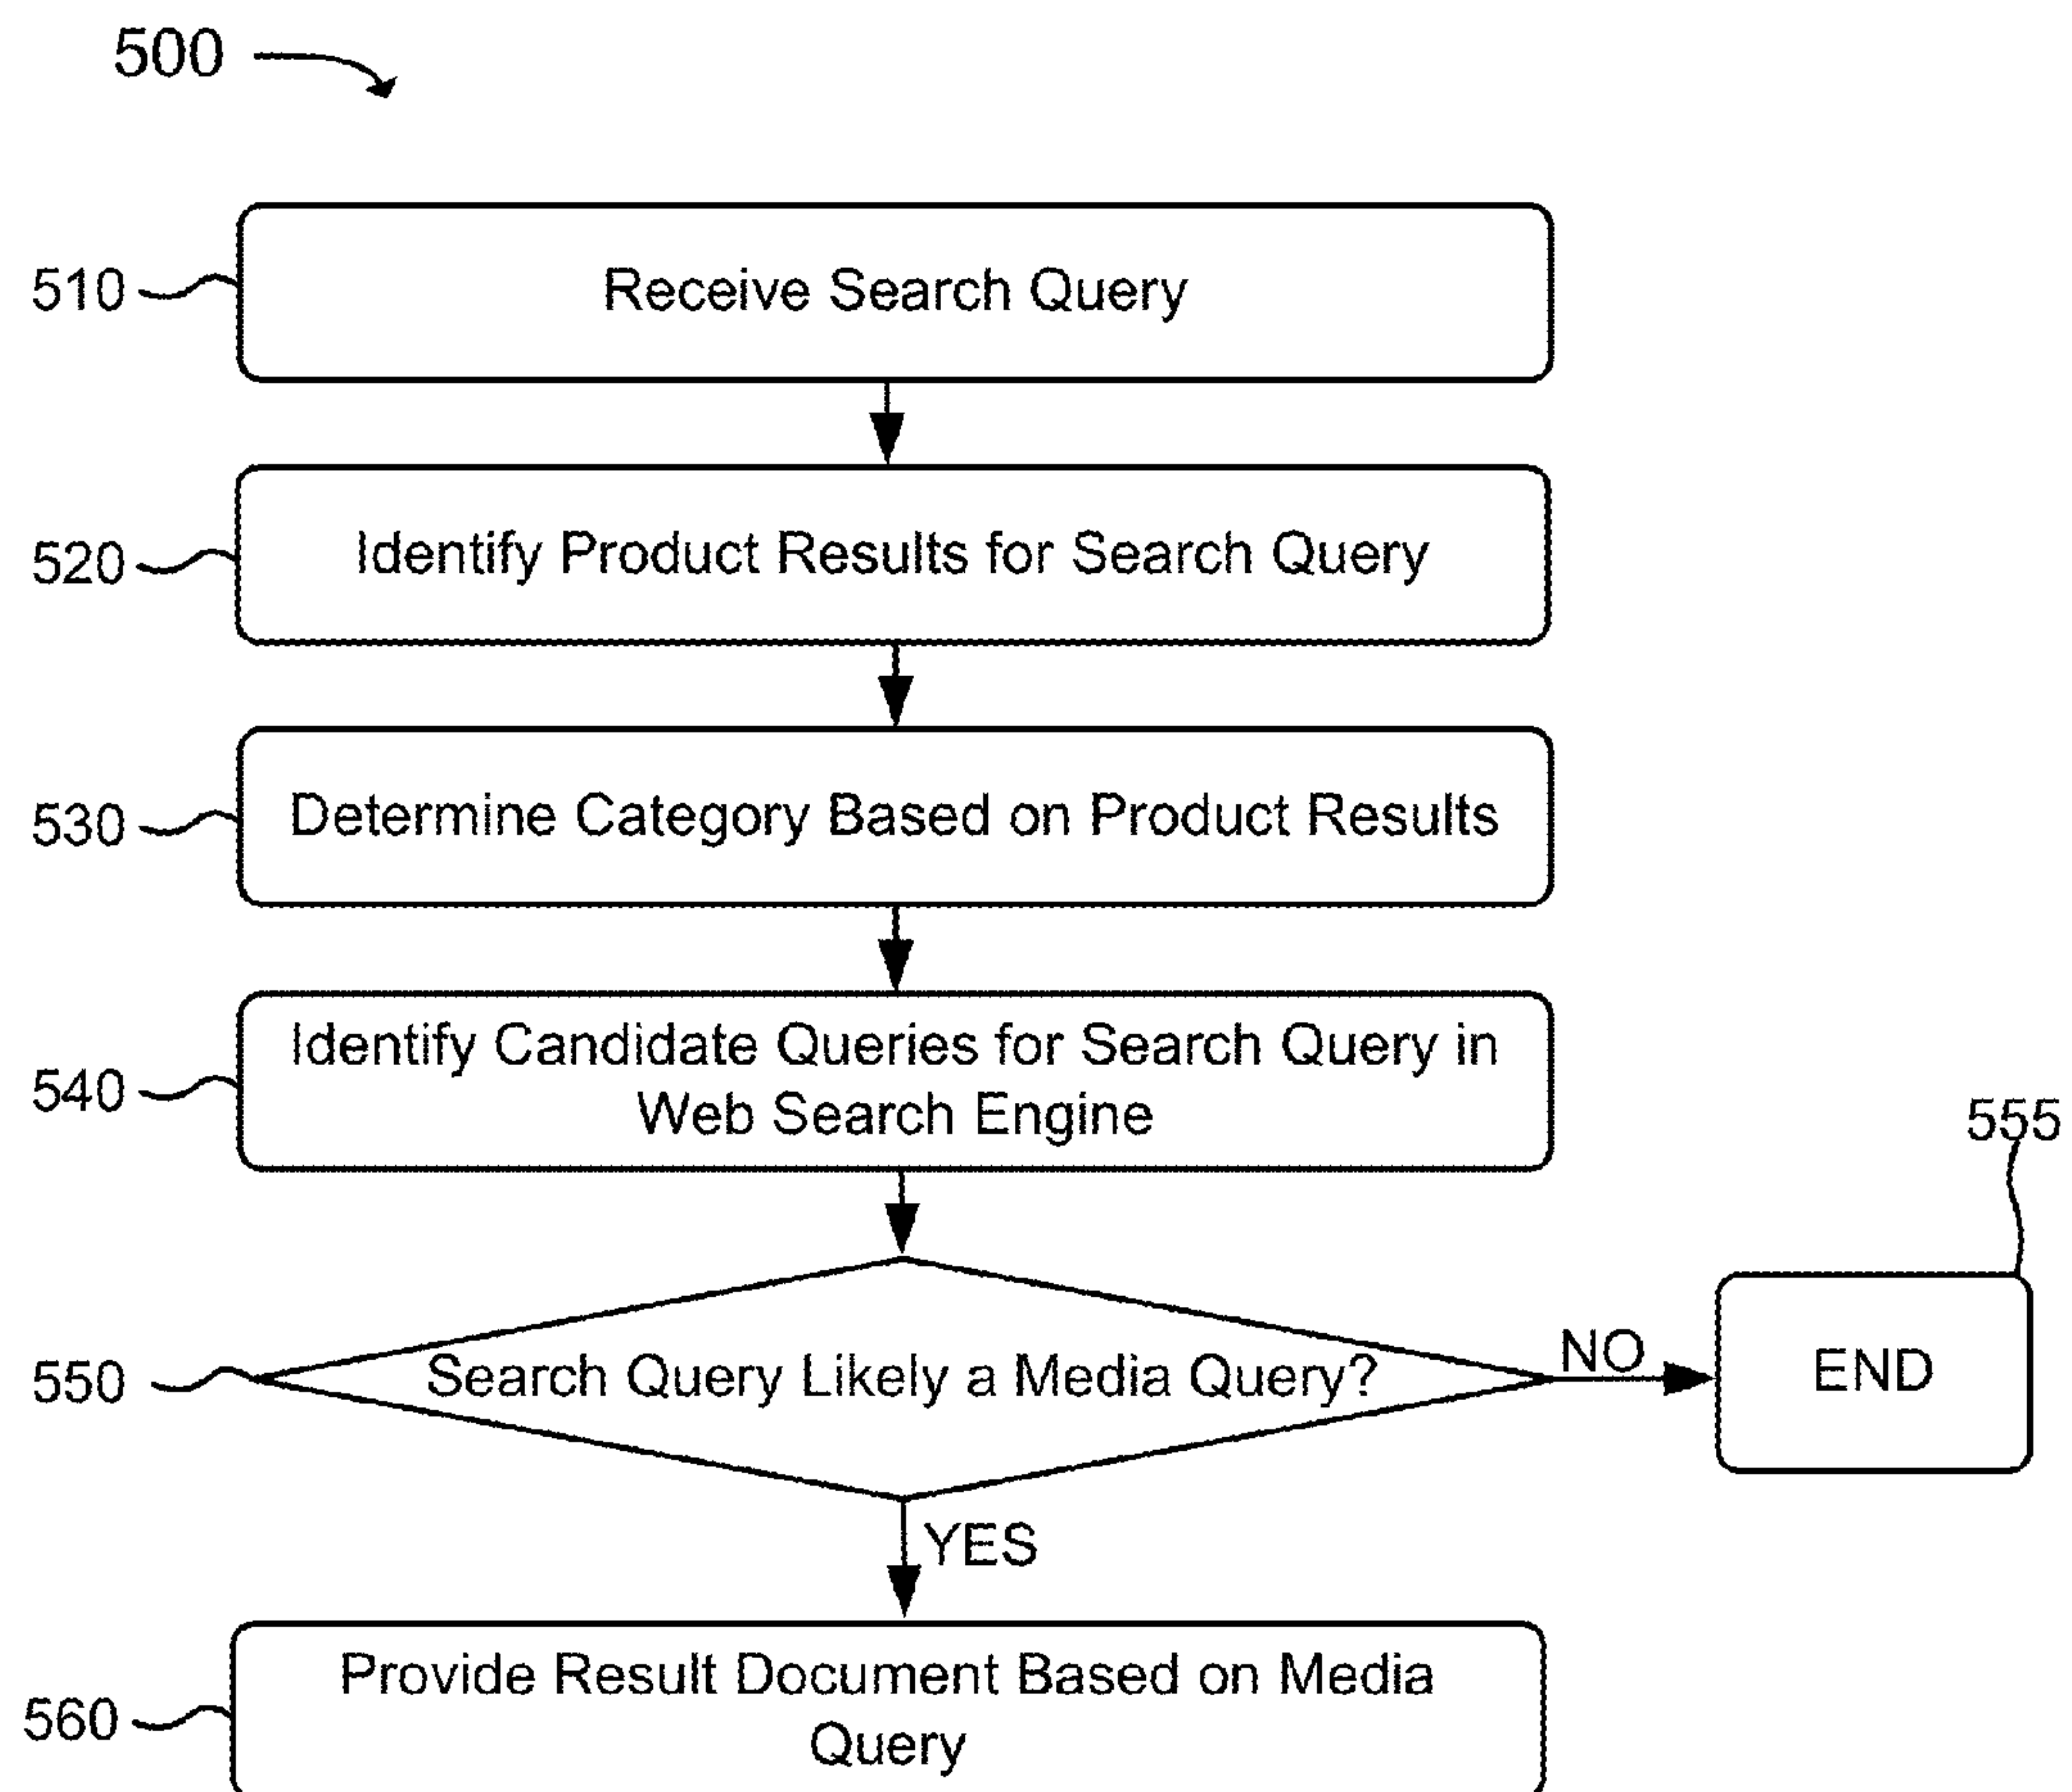 500
510
Receive Search Query
520
Identify Product Results for Search Query
530
Determine Category Based on Product Results
540
Identify Candidate Queries for Search Query in
Web Search Engine
555
550
Search Query Likely a Media Query?
NO
END
YES
560
Provide Result Document Based on Media
Query